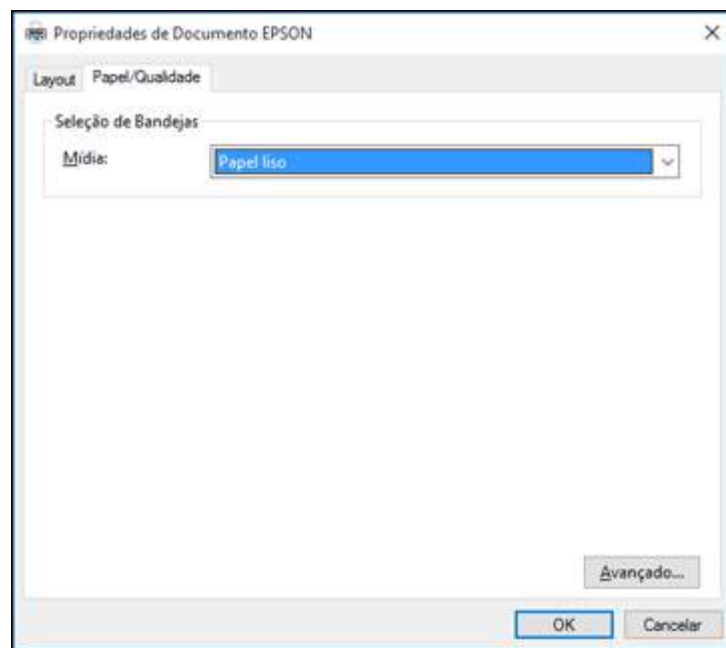 Propriedades de Documento EPSON
Layout Papel/Qualidade
Seleção de Bandejas
Mídia: Papel liso
Avançado...
OK Cancelar